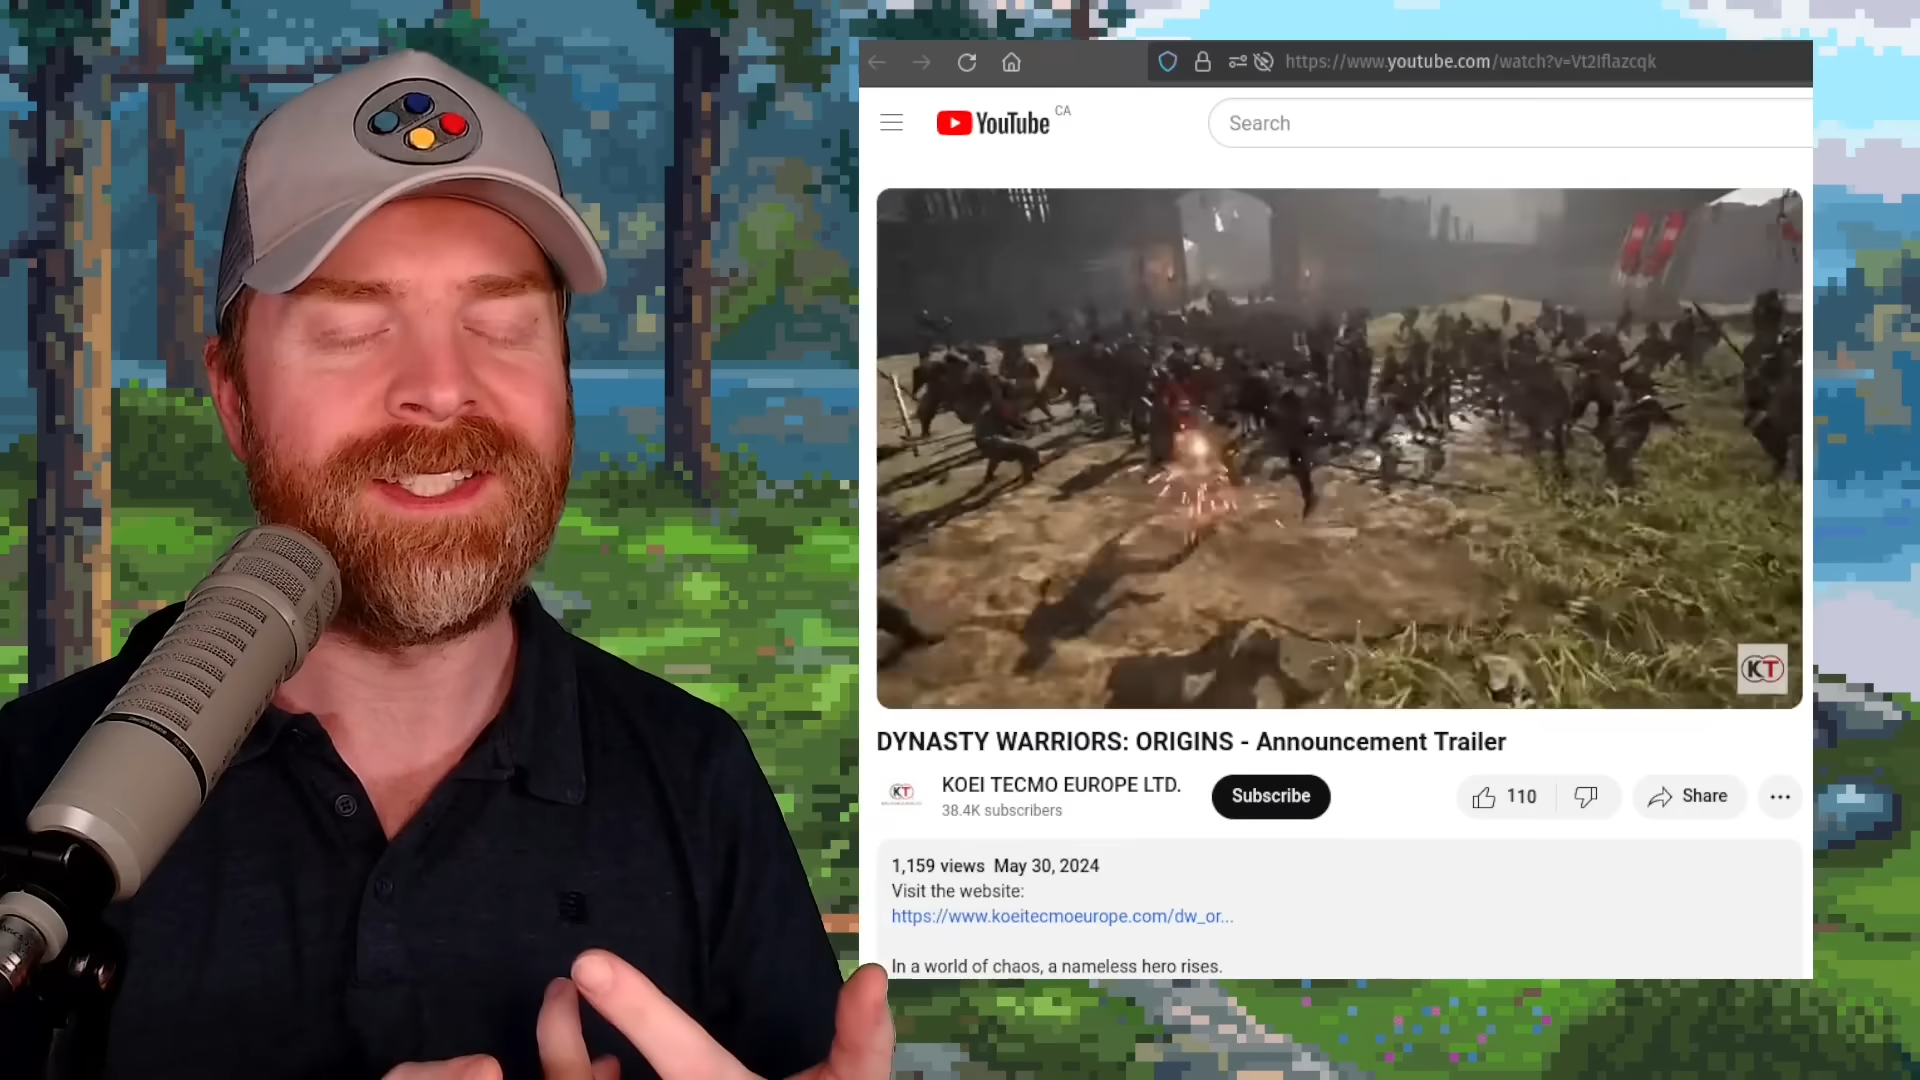 https://www.youtube.com/watch?v=Vt2Iflazcqk
YouTube CA
Search
KT
DYNASTY WARRIORS: ORIGINS - Announcement Trailer
KT
KOEI TECMO EUROPE LTD.
38.4K subscribers
Subscribe
110
Share
1,159 views May 30, 2024
Visit the website:
https://www.koeitecmoeurope.com/dw_or...
In a world of chaos, a nameless hero rises.